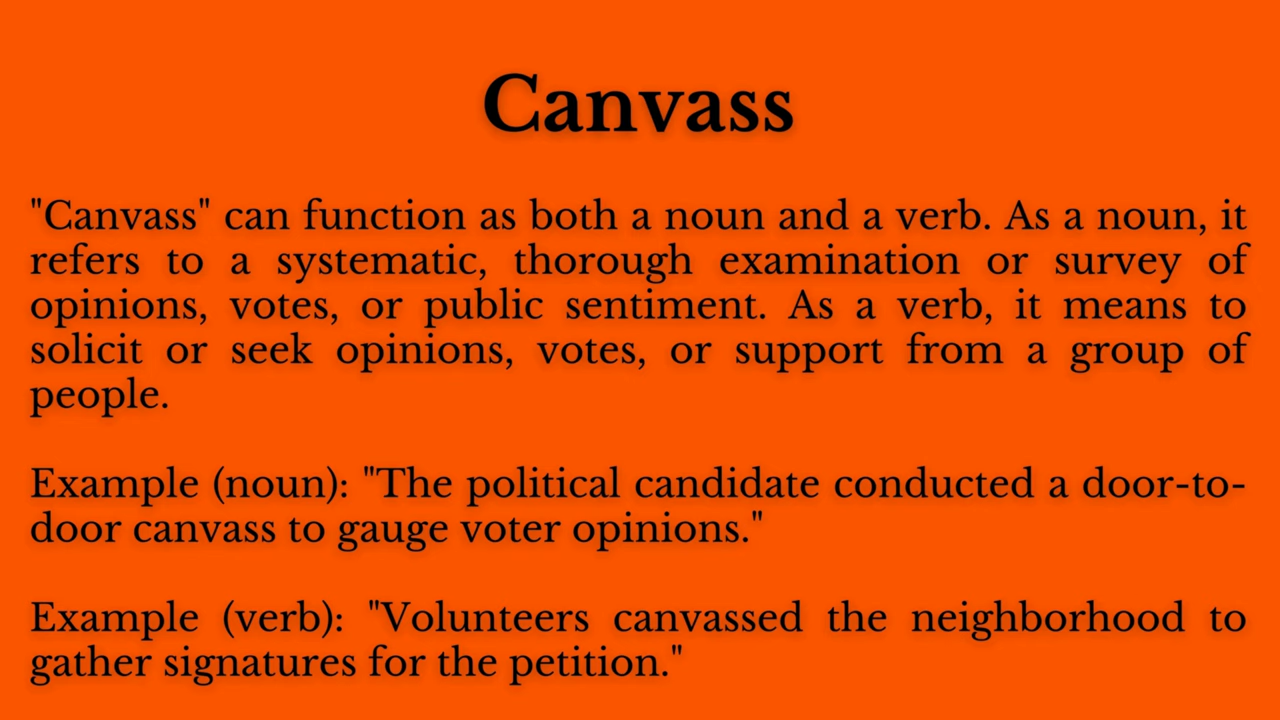 Canvass
"Canvass" can function as both a noun and a verb. As a noun, it
refers to a systematic, thorough examination or survey of
opinions, votes, or public sentiment. As a verb, it means to
solicit or seek opinions, votes, or support from a group of
people.
Example (noun): "The political candidate conducted a door-to-
door canvass to gauge voter opinions."
Example (verb): "Volunteers canvassed the neighborhood to
gather signatures for the petition."